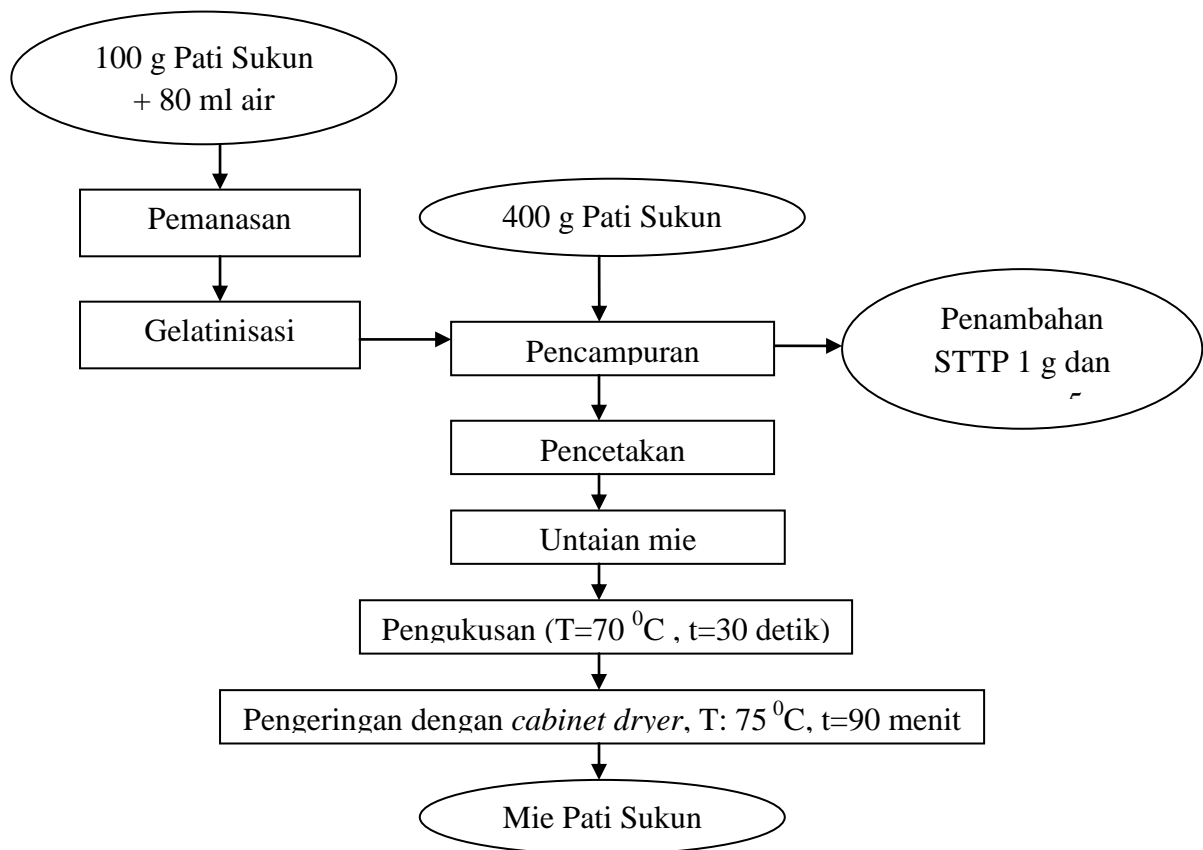 100 g Pati Sukun
+ 80 ml air
Pemanasan
400 g Pati Sukun
Gelatinisasi
Pencampuran
Penambahan
STTP 1 g dan
Pencetakan
Untaian mie
Pengukusan (T=70 ⁰C , t=30 detik)
Pengeringan dengan cabinet dryer, T: 75 ⁰C, t=90 menit
Mie Pati Sukun